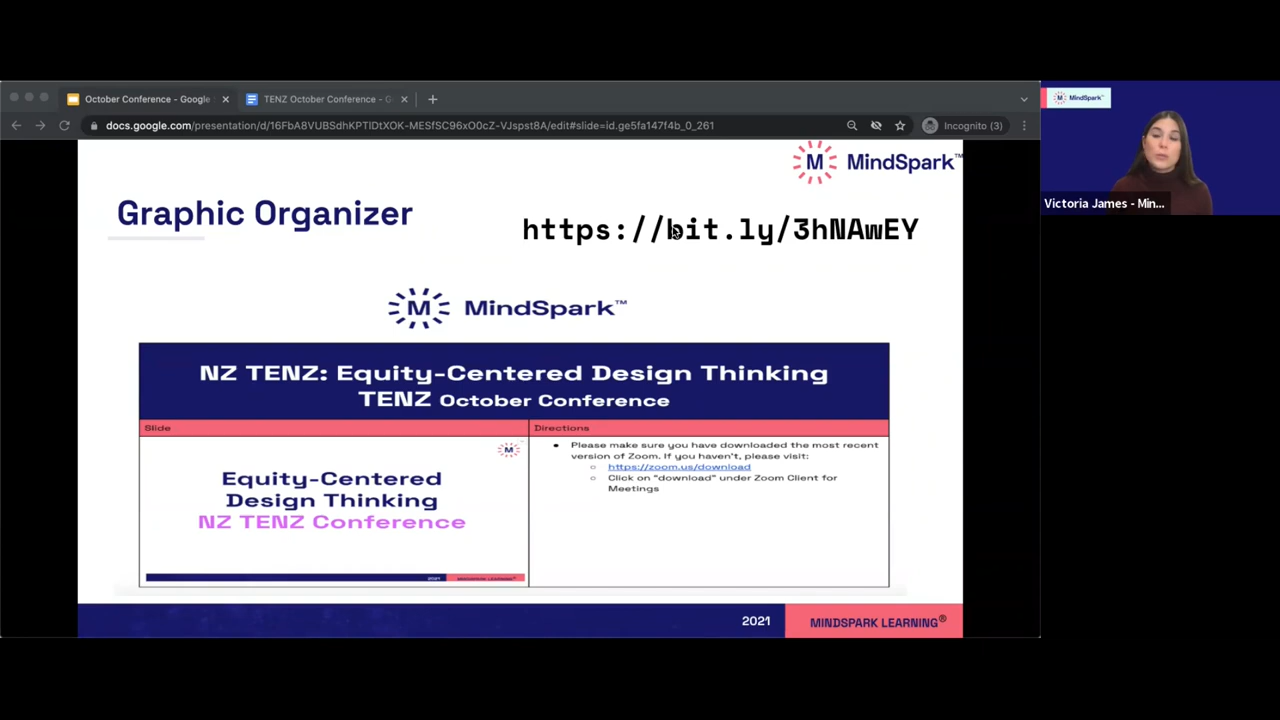 October Conference - Google
TENZ October Conference - G
docs.google.com/presentation/d/16FbA8VUBSdhKPTlDtXOK-MESfSC96xO0cZ-VJspst8A/edit#slide=id.ge5fa147f4b_0_261
Incognito (3)
MindSpark™
Graphic Organizer
https://bit.ly/3hNAwEY
M MindSpark™
M MindSpark™
NZ TENZ: Equity-Centered Design Thinking
TENZ October Conference
Slide
Directions
M
Equity-Centered
Design Thinking
NZ TENZ Conference
2021
MINDSPARK LEARNING®
Please make sure you have downloaded the most recent
version of Zoom. If you haven't, please visit:
https://zoom.us/download
Click on "download" under Zoom Client for
Meetings
2021
MINDSPARK LEARNING®
Victoria James - Min...